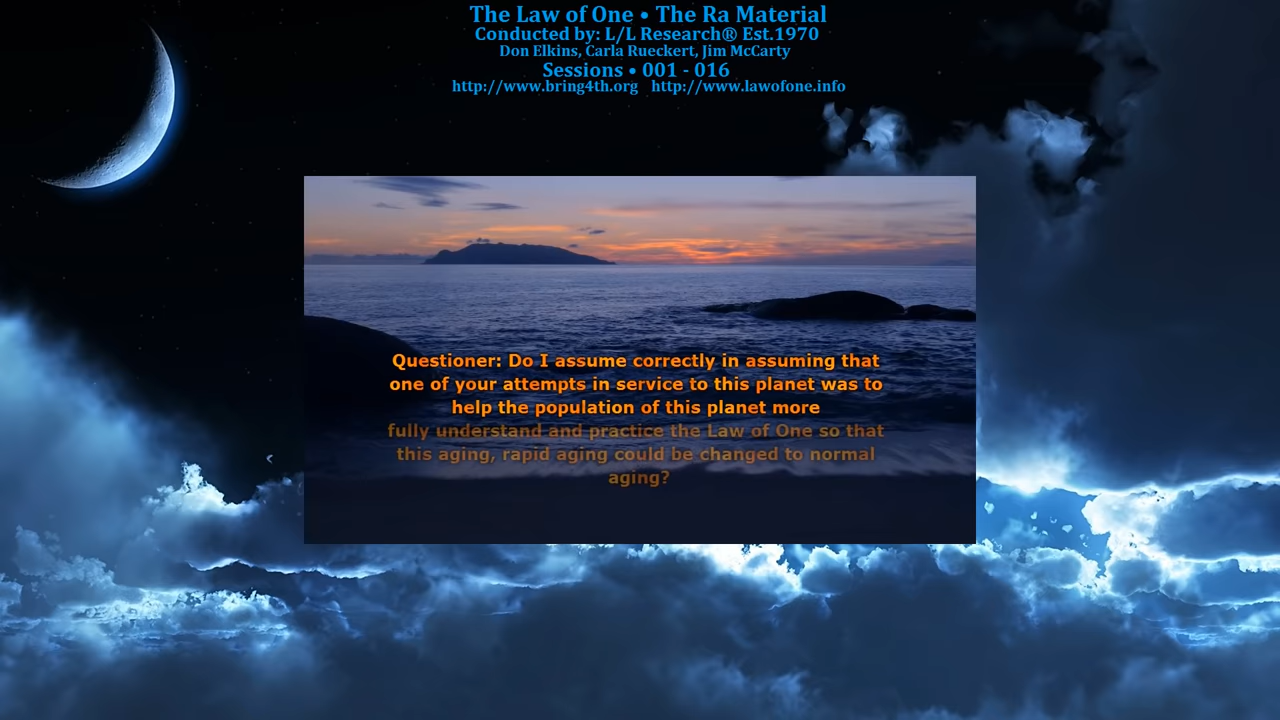 The Law of One • The Ra Material
Conducted by: L/L Research® Est.1970
Don Elkins, Carla Rueckert, Jim McCarty
Sessions • 001 - 016
http://www.bring4th.org http://www.lawofone.info
Questioner: Do I assume correctly in assuming that
one of your attempts in service to this planet was to
help the population of this planet more
fully understand and practice the Law of One so that
this aging, rapid aging could be changed to normal
aging?